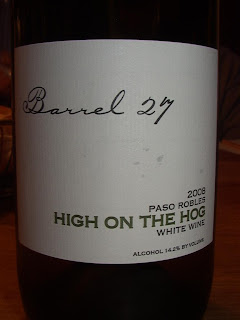 Barrel 27
2008
PASO ROBLES
HIGH ON THE HOG
WHITE WINE
ALCOHOL 14.2% BY VOLUME